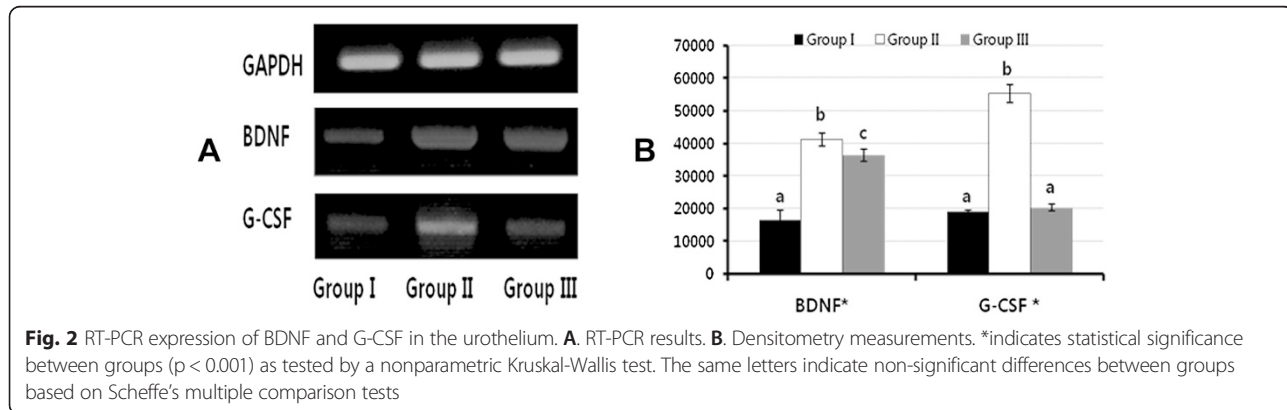 GAPDH
BDNF
G-CSF
Group I Group II Group III
A
B
Group I Group II Group III
70000
60000
50000
40000
30000
20000
10000
0
a
b
c
a
b
a
BDNF*
G-CSF *
Fig. 2 RT-PCR expression of BDNF and G-CSF in the urothelium. A. RT-PCR results. B. Densitometry measurements. *indicates statistical significance
between groups (p < 0.001) as tested by a nonparametric Kruskal-Wallis test. The same letters indicate non-significant differences between groups
based on Scheffe's multiple comparison tests